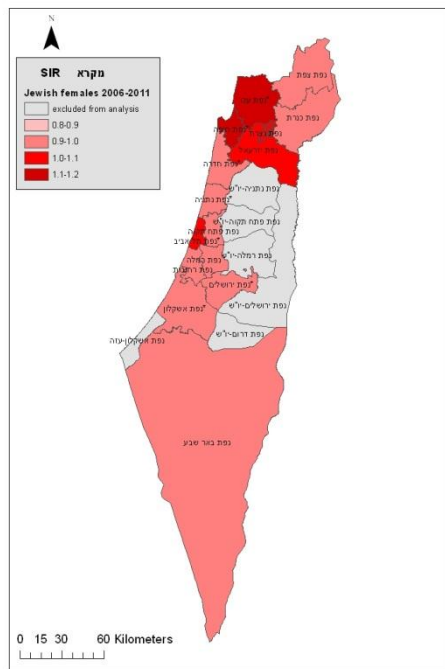 N
SIR מקרא
Jewish females 2006-2011
excluded from analysis
0.8-0.9
0.9-1.0
1.0-1.1
1.1-1.2
נפת צפת
נפת עכו*
נפת כנרת
נפת חיפה*
נפת נצרת
נפת יזרעאל
נפת חדרה
נפת נתניה-יו"ש
נפת נתניה*
נפת פתח תקווה-יו"ש
נפת פתח תקווה
אביב
נפת רמלה-יו"ש
נפת רמלה
נפת רחובות
נפת ירושלים*
נפת ירושלים-יו"ש
נפת אשקלון*
נפת דרום-יו"ש
נפת אשקלון-עזה
נפת באר שבע
0 15 30 60 Kilometers